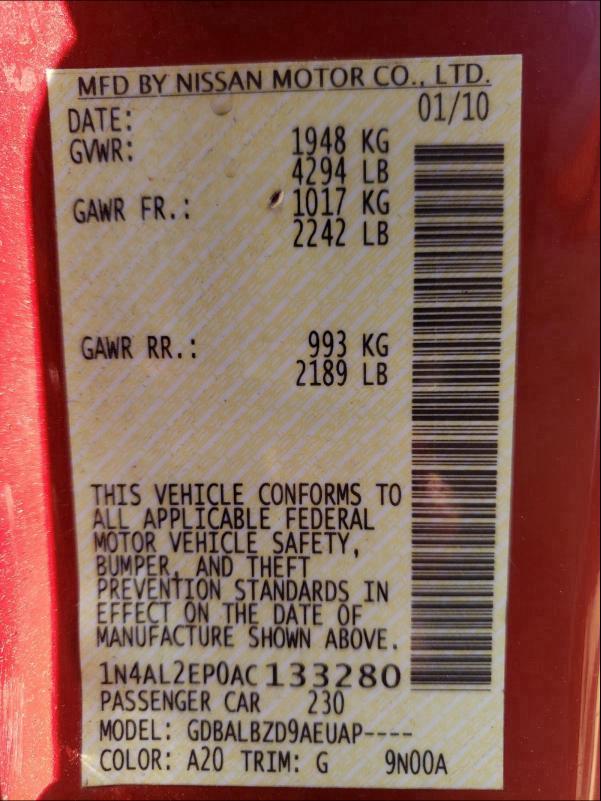 MFD BY NISSAN MOTOR CO., LTD.
DATE: 01/10
GVWR: 1948 KG
4294 LB
GAWR FR.: 1017 KG
2242 LB
GAWR RR.: 993 KG
2189 LB
THIS VEHICLE CONFORMS TO
ALL APPLICABLE FEDERAL
MOTOR VEHICLE SAFETY,
BUMPER, AND THEFT
PREVENTION STANDARDS IN
EFFECT ON THE DATE OF
MANUFACTURE SHOWN ABOVE.
1N4AL2EP0AC133280
PASSENGER CAR 230
MODEL: GDBALBZD9AEUAP----
COLOR: A20 TRIM: G 9N00A